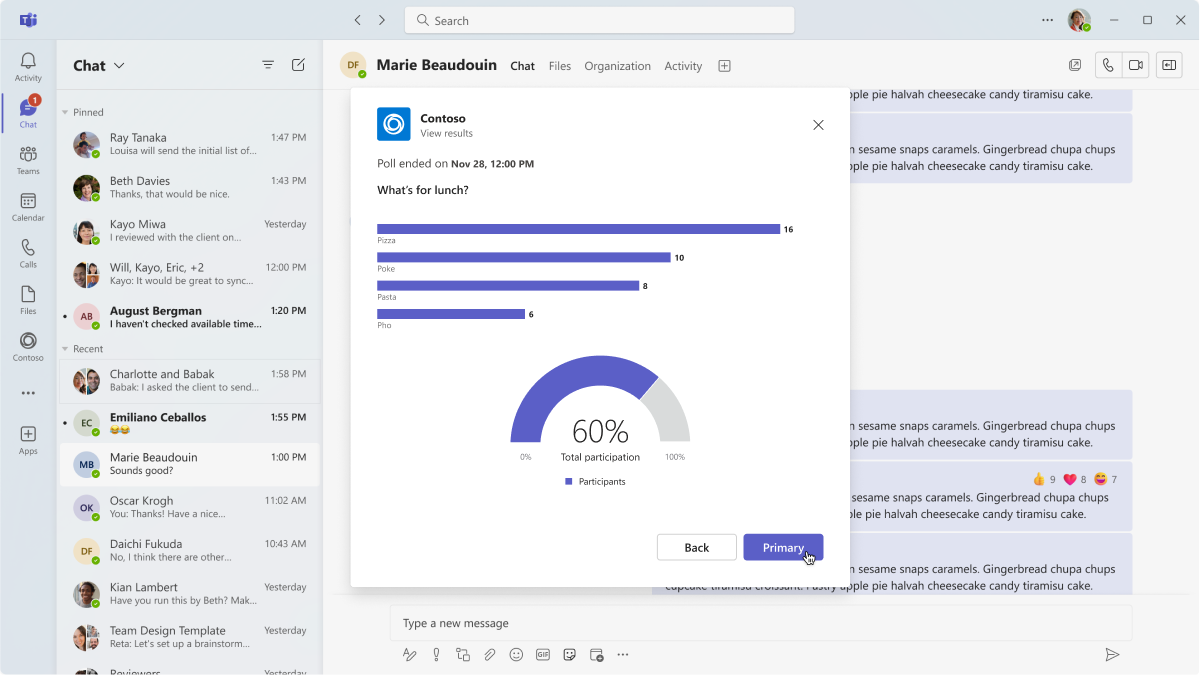 Search
Activity
1
Chat
Teams
Calendar
Calls
Files
Contoso
Apps
Chat
Pinned
Ray Tanaka 1:47 PM
Louisa will send the initial list of...
Beth Davies 1:43 PM
Thanks, that would be nice.
Kayo Miwa Yesterday
I reviewed with the client on...
Will, Kayo, Eric, +2 12:00 PM
Kayo: It would be great to sync...
AB August Bergman 1:20 PM
I haven't checked available time...
Recent
Charlotte and Babak 1:58 PM
Babak: I asked the client to send...
EC Emiliano Ceballos 1:55 PM
MB Marie Beaudouin 1:00 PM
Sounds good?
OK Oscar Krogh 11:02 AM
You: Thanks! Have a nice...
DF Daichi Fukuda 10:43 AM
No, I think there are other...
Kian Lambert Yesterday
Have you run this by Beth? Mak...
Team Design Template Yesterday
Reta: Let's set up a brainstorm...
Reviewers Yesterday
DF Marie Beaudouin Chat Files Organization Activity
pple pie halvah cheesecake candy tiramisu cake.
n sesame snaps caramels. Gingerbread chupa chups
pple pie halvah cheesecake candy tiramisu cake.
Contoso
View results
Poll ended on Nov 28, 12:00 PM
What's for lunch?
16
Pizza
10
Poke
8
Pasta
6
Pho
60%
0% Total participation 100%
Participants
Back Primary
n sesame snaps caramels. Gingerbread chupa chups
pple pie halvah cheesecake candy tiramisu cake.
9 8 7
sesame snaps caramels. Gingerbread chupa chups
ple pie halvah cheesecake candy tiramisu cake.
n sesame snaps caramels. Gingerbread chupa chups
cupcake tiramisu croissant. Pastry apple pie halvah cheesecake candy tiramisu cake.
Type a new message
GIF